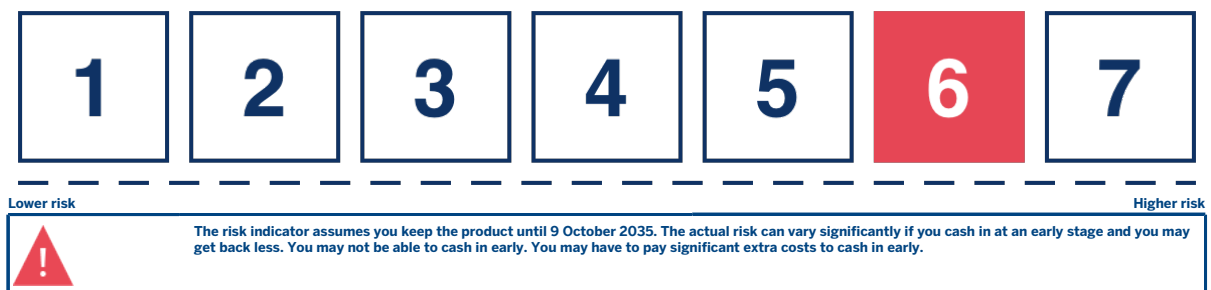 1 2 3 4 5 6 7
Lower risk Higher risk
!
The risk indicator assumes you keep the product until 9 October 2035. The actual risk can vary significantly if you cash in at an early stage and you may
get back less. You may not be able to cash in early. You may have to pay significant extra costs to cash in early.